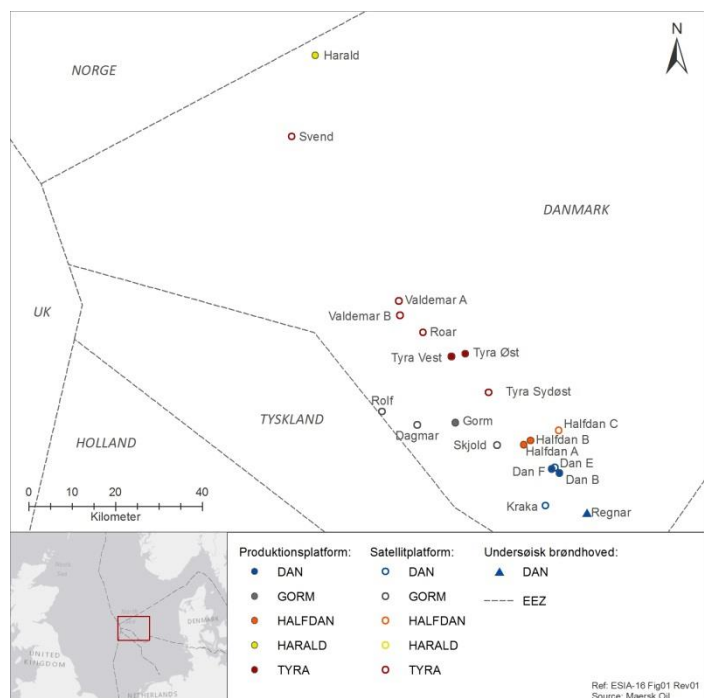 NORGE
Harald
N
Svend
DANMARK
UK
Valdemar A
Valdemar B
Roar
Tyra Vest
Tyra Øst
Tyra Sydøst
Rolf
TYSKLAND
Dagmar
Gorm
Halfdan C
HOLLAND
Skjold
Halfdan B
Halfdan A
Dan E
Dan F
Dan B
0 10 20 40
Kilometer
Kraka
Regnar
Produktionsplatform:
DAN
GORM
HALFDAN
HARALD
TYRA
Satellitplatform:
DAN
GORM
HALFDAN
HARALD
TYRA
Undersøisk brøndhoved:
DAN
EEZ
DENMARK
UNITED
KINGDOM
NETHERLANDS
Ref: ESIA-16 Fig01 Rev01
Source: Maersk Oil